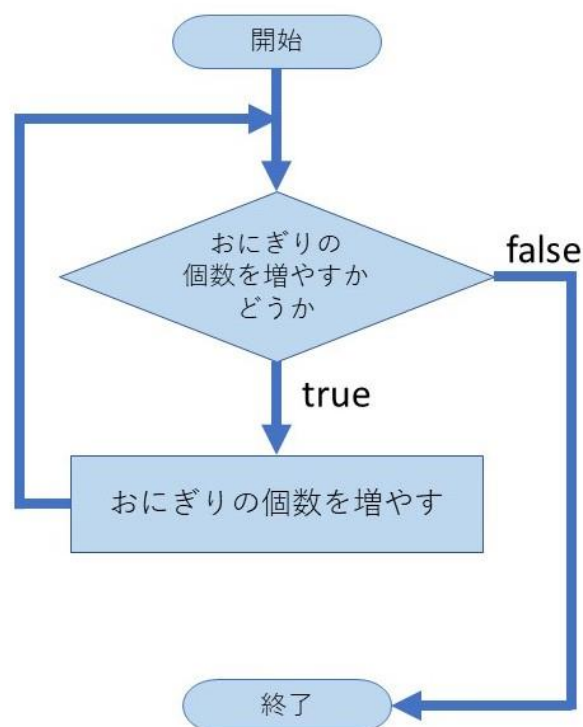 開始
おにぎりの
個数を増やすか
どうか
false
true
おにぎりの個数を増やす
終了